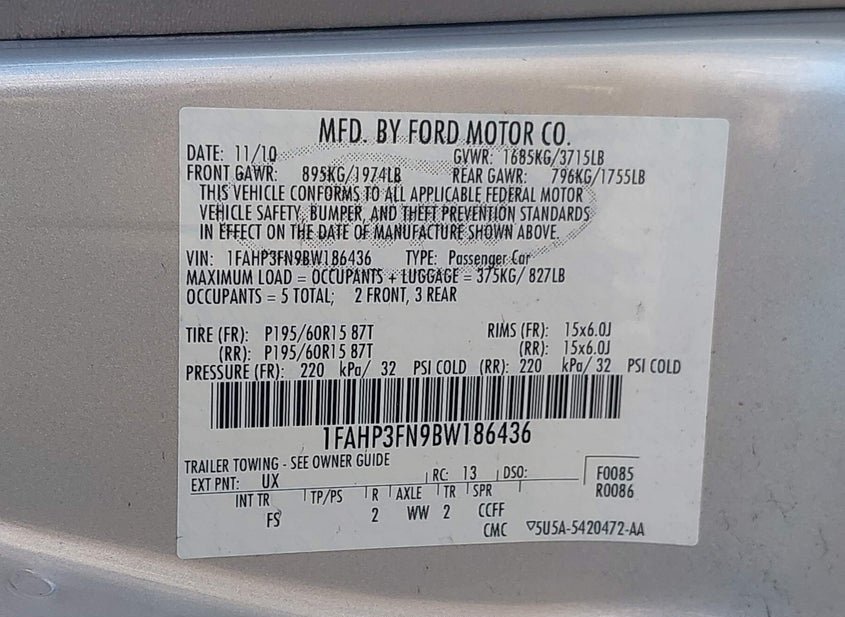 MFD. BY FORD MOTOR CO.
DATE: 11/10 GVWR: 1685KG/3715LB
FRONT GAWR: 895KG/1974LB REAR GAWR: 796KG/1755LB
THIS VEHICLE CONFORMS TO ALL APPLICABLE FEDERAL MOTOR
VEHICLE SAFETY, BUMPER, AND THEFT PREVENTION STANDARDS
IN EFFECT ON THE DATE OF MANUFACTURE SHOWN ABOVE.
VIN: 1FAHP3FN9BW186436 TYPE: Passenger Car
MAXIMUM LOAD = OCCUPANTS + LUGGAGE = 375KG/ 827LB
OCCUPANTS = 5 TOTAL; 2 FRONT, 3 REAR
TIRE (FR): P195/60R15 87T RIMS (FR): 15x6.0J
(RR): P195/60R15 87T (RR): 15x6.0J
PRESSURE (FR): 220 kPa/ 32 PSI COLD (RR): 220 kPa/ 32 PSI COLD
1FAHP3FN9BW186436
TRAILER TOWING - SEE OWNER GUIDE
EXT PNT: UX RC: 13 DSO: F0085
R0086
INT TR TP/PS R AXLE TR SPR
FS 2 WW 2 CCFF
CMC ▽5U5A-5420472-AA